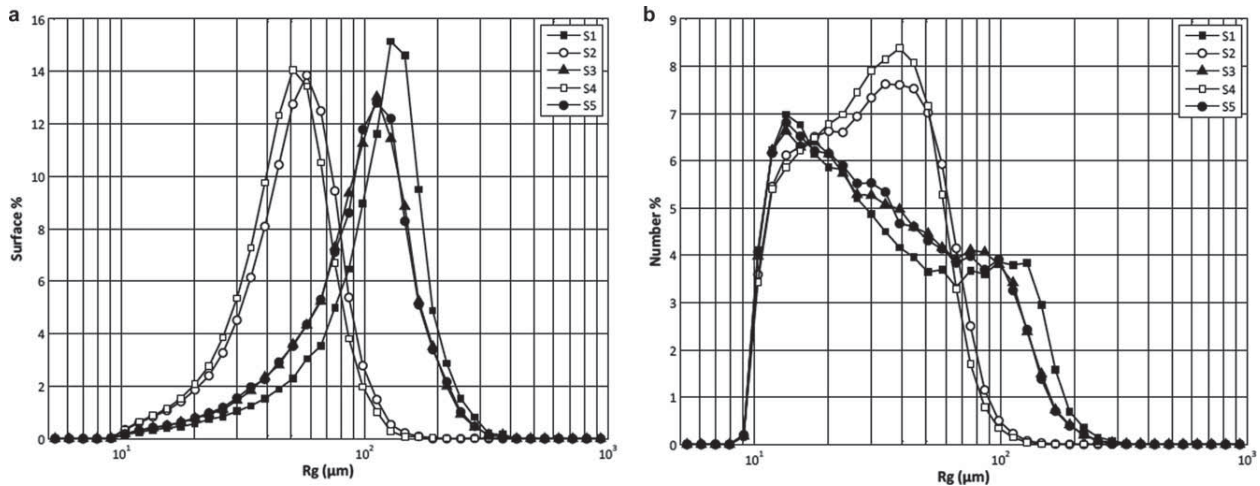 a
16
14
12
10
8
6
4
2
0
Surface %
10¹ 10² 10³
Rg (µm)
S1
S2
S3
S4
S5
b
9
8
7
6
5
4
3
2
1
0
Number %
10¹ 10² 10³
Rg (µm)
S1
S2
S3
S4
S5